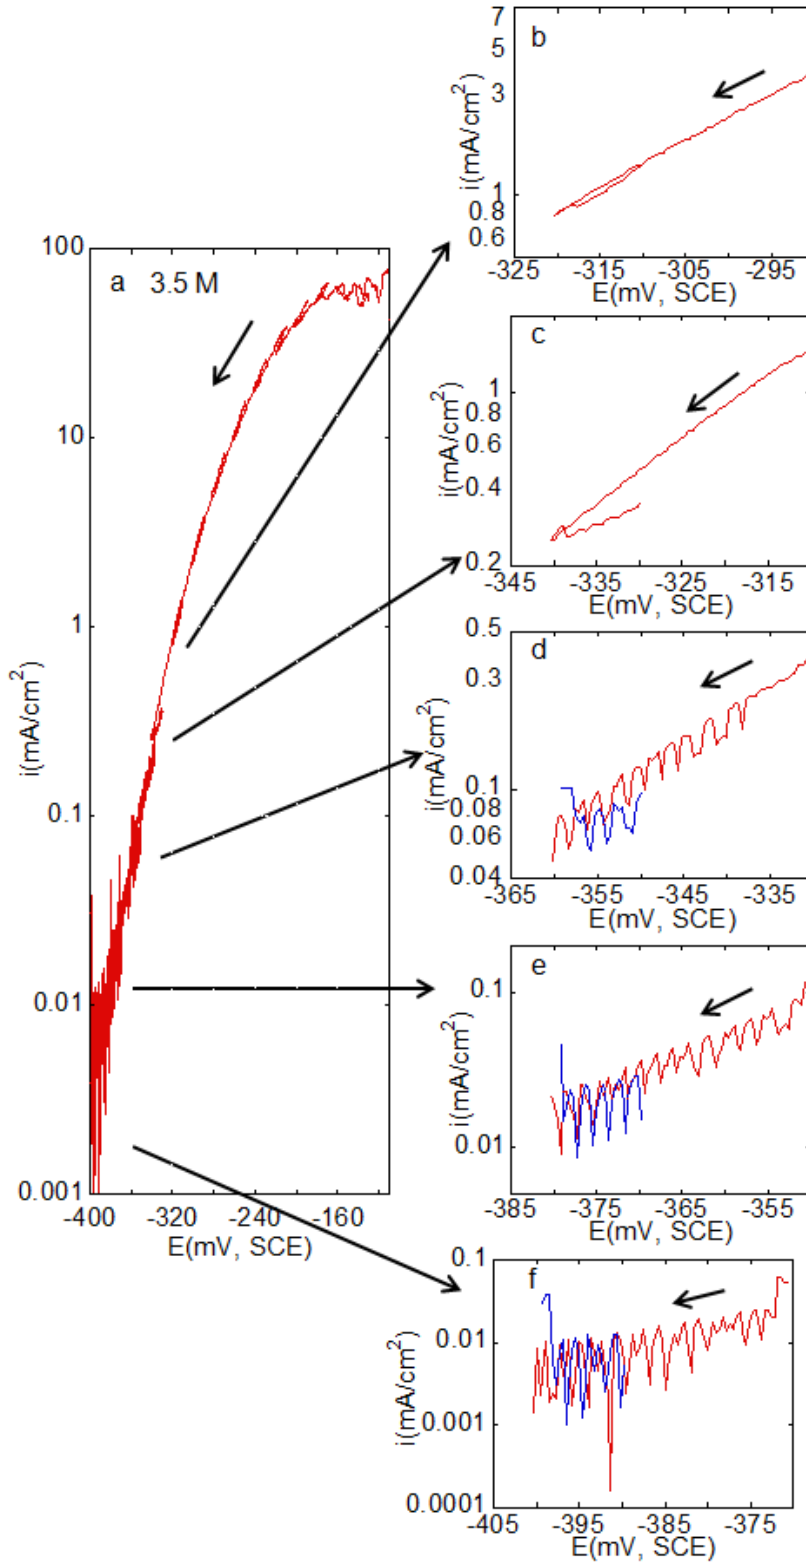 a 3.5 M
100
10
1
0.1
0.01
0.001
i(mA/cm2)
-400 -320 -240 -160
E(mV, SCE)
b
7
5
3
1
0.8
0.6
i(mA/cm2)
-325 -315 -305 -295
E(mV, SCE)
c
1
0.8
0.6
0.4
0.2
i(mA/cm2)
-345 -335 -325 -315
E(mV, SCE)
d
0.5
0.3
0.1
0.08
0.06
0.04
i(mA/cm2)
-365 -355 -345 -335
E(mV, SCE)
e
0.1
0.01
i(mA/cm2)
-385 -375 -365 -355
E(mV, SCE)
f
0.1
0.01
0.001
0.0001
i(mA/cm2)
-405 -395 -385 -375
E(mV, SCE)